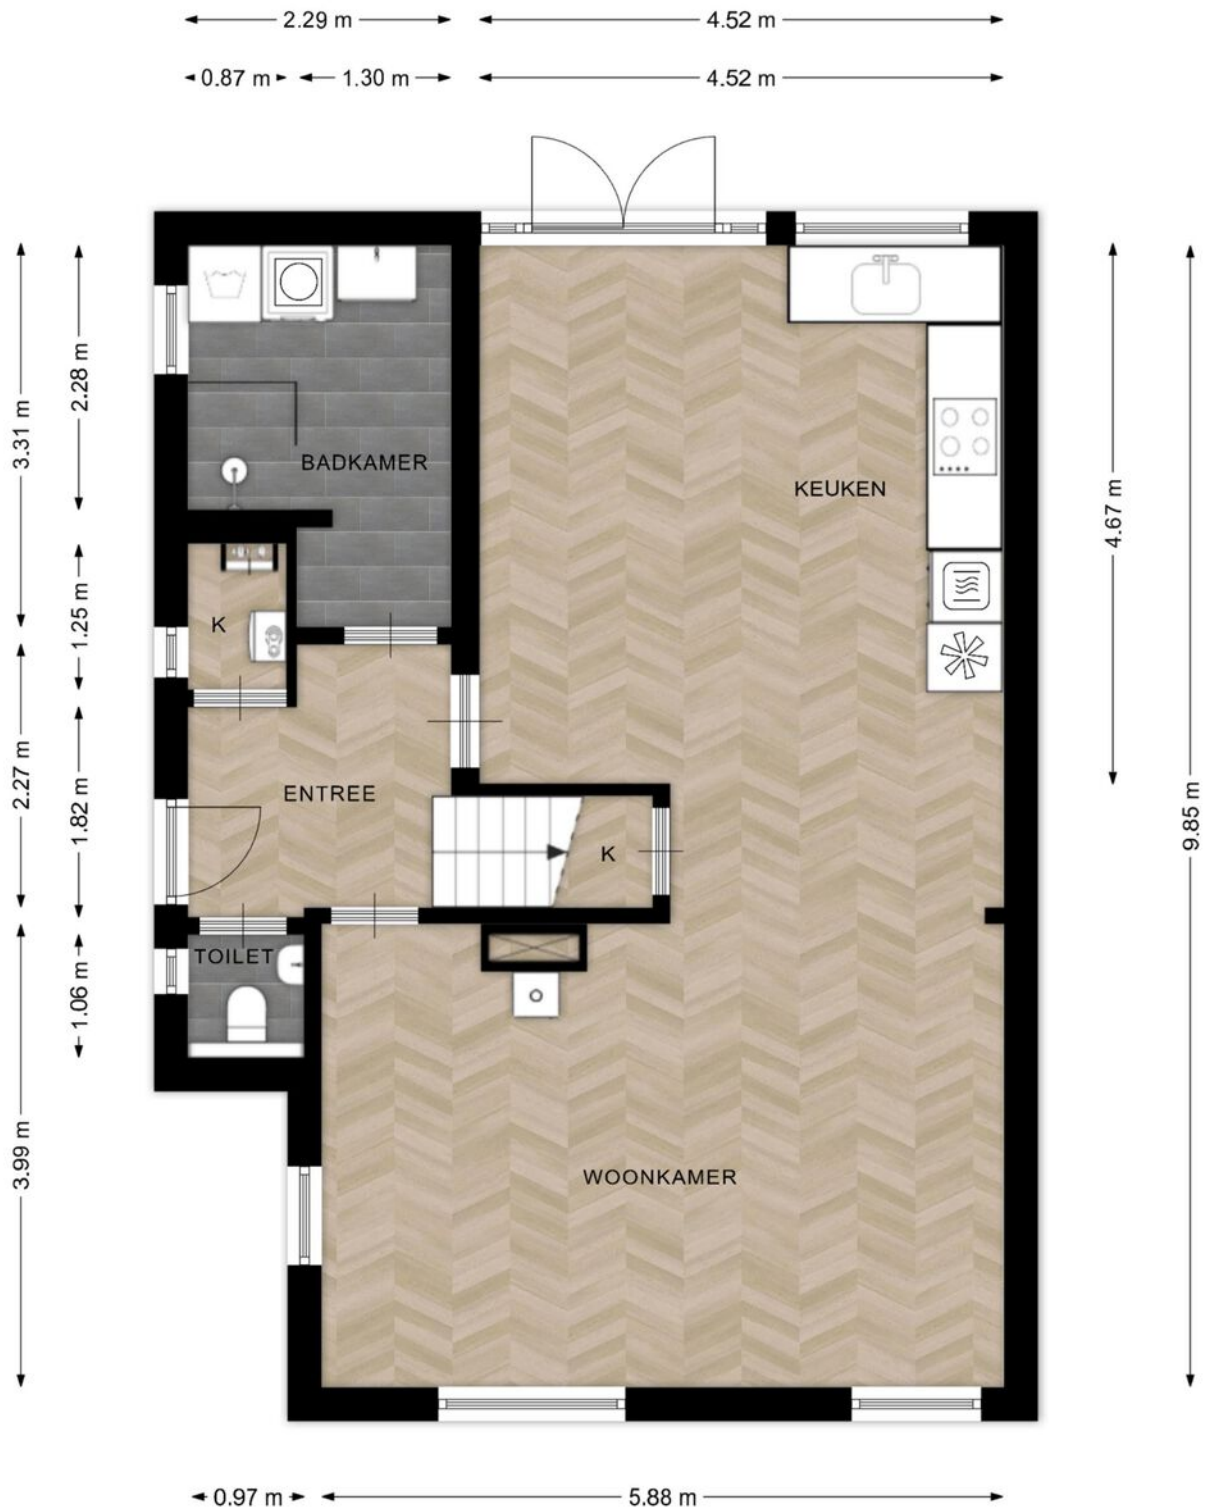 2.29 m
4.52 m
0.87 m
1.30 m
4.52 m
3.31 m
2.28 m
BADKAMER
KEUKEN
4.67 m
1.25 m
K
2.27 m
1.82 m
ENTREE
K
9.85 m
TOILET
1.06 m
3.99 m
WOONKAMER
0.97 m
5.88 m